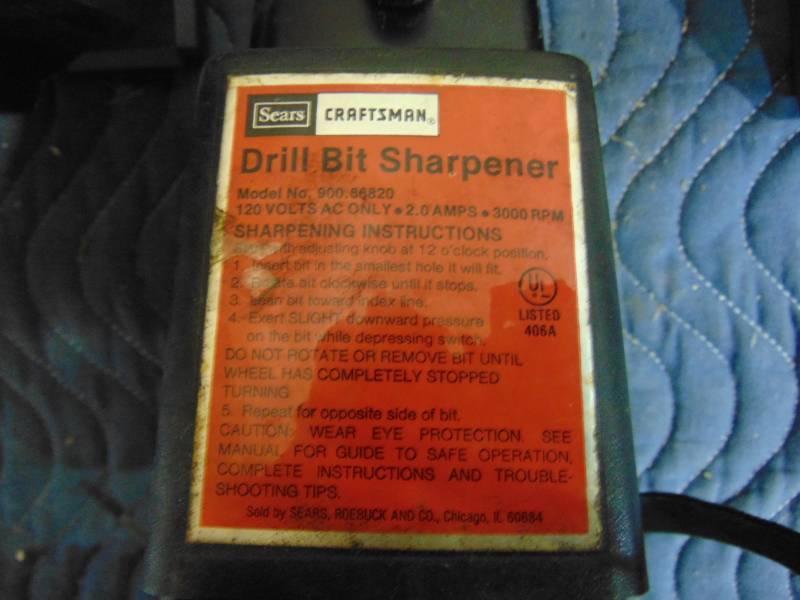 Sears CRAFTSMAN®
Drill Bit Sharpener
Model No. 900.86820
120 VOLTS AC ONLY • 2.0 AMPS • 3000 RPM
SHARPENING INSTRUCTIONS
with adjusting knob at 12 o'clock position.
1. Insert bit in the smallest hole it will fit.
2. Rotate bit clockwise until it stops.
3. Lean bit toward index line.
4. Exert SLIGHT downward pressure
on the bit while depressing switch.
UL
LISTED
406A
DO NOT ROTATE OR REMOVE BIT UNTIL
WHEEL HAS COMPLETELY STOPPED
TURNING
5. Repeat for opposite side of bit.
CAUTION: WEAR EYE PROTECTION. SEE
MANUAL FOR GUIDE TO SAFE OPERATION,
COMPLETE INSTRUCTIONS AND TROUBLE-
SHOOTING TIPS.
Sold by SEARS, ROEBUCK AND CO., Chicago, IL 60684